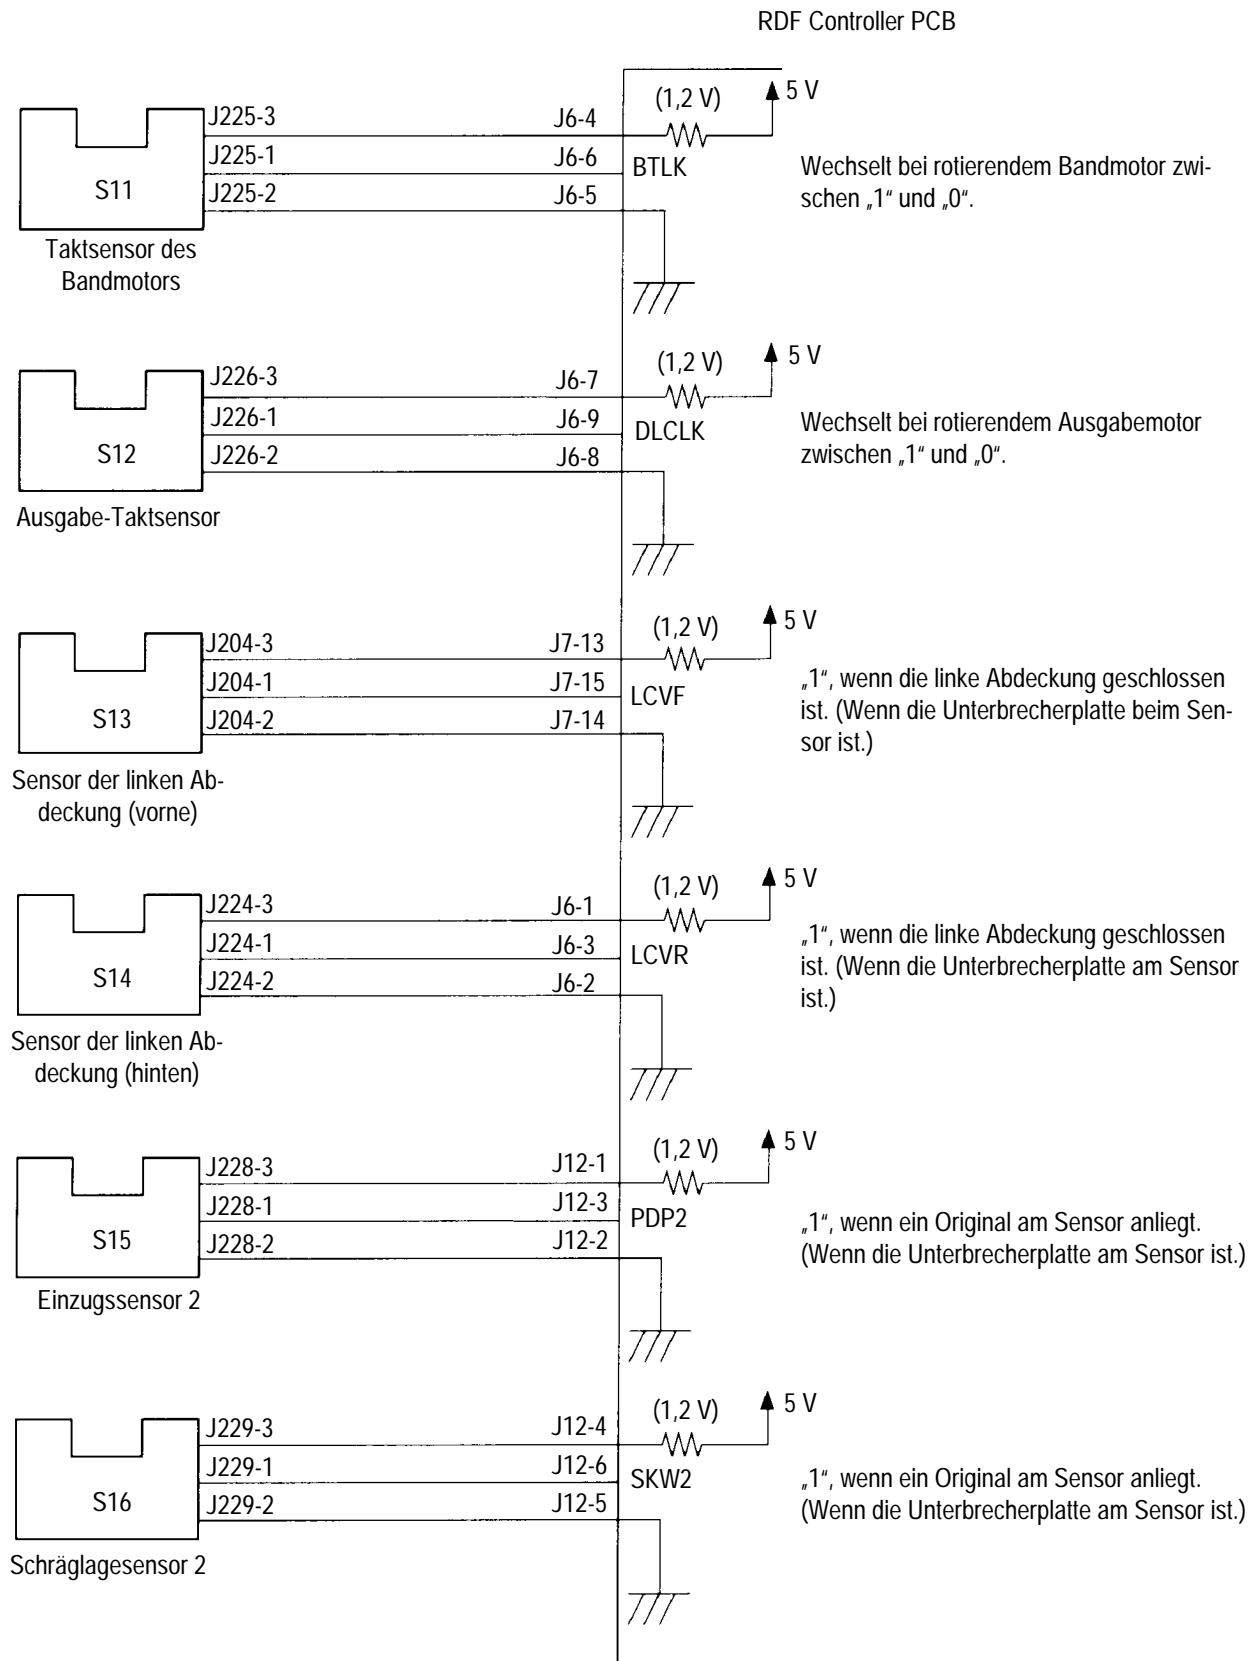 RDF Controller PCB
J225-3
J6-4
(1,2 V)
5 V
J225-1
J6-6
BTLK
S11
J225-2
J6-5
Wechselt bei rotierendem Bandmotor zwi-
schen „1“ und „0“.
Taktsensor des
Bandmotors
J226-3
J6-7
(1,2 V)
5 V
J226-1
J6-9
DLCLK
S12
J226-2
J6-8
Wechselt bei rotierendem Ausgabemotor
zwischen „1“ und „0“.
Ausgabe-Taktsensor
J204-3
J7-13
(1,2 V)
5 V
J204-1
J7-15
LCVF
S13
J204-2
J7-14
„1“, wenn die linke Abdeckung geschlossen
ist. (Wenn die Unterbrecherplatte beim Sen-
sor ist.)
Sensor der linken Ab-
deckung (vorne)
J224-3
J6-1
(1,2 V)
5 V
J224-1
J6-3
LCVR
S14
J224-2
J6-2
„1“, wenn die linke Abdeckung geschlossen
ist. (Wenn die Unterbrecherplatte am Sensor
ist.)
Sensor der linken Ab-
deckung (hinten)
J228-3
J12-1
(1,2 V)
5 V
J228-1
J12-3
PDP2
S15
J228-2
J12-2
„1“, wenn ein Original am Sensor anliegt.
(Wenn die Unterbrecherplatte am Sensor ist.)
Einzugssensor 2
J229-3
J12-4
(1,2 V)
5 V
J229-1
J12-6
SKW2
S16
J229-2
J12-5
„1“, wenn ein Original am Sensor anliegt.
(Wenn die Unterbrecherplatte am Sensor ist.)
Schräglagesensor 2